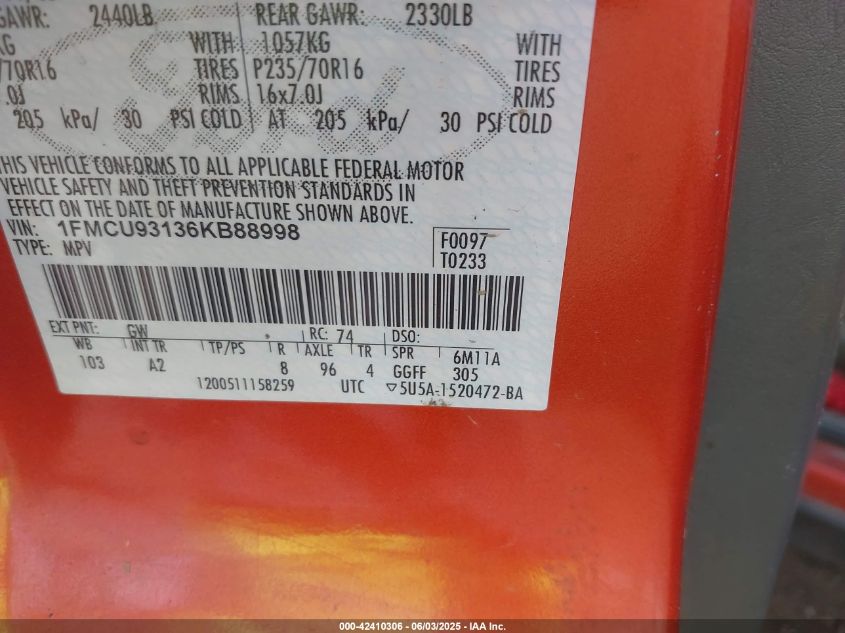 GAWR: 2440LB REAR GAWR: 2330LB
KG WITH 1057KG WITH
/70R16 TIRES P235/70R16 TIRES
.0J RIMS 16x7.0J RIMS
205 kPa/ 30 PSI COLD AT 205 kPa/ 30 PSI COLD
Ford
THIS VEHICLE CONFORMS TO ALL APPLICABLE FEDERAL MOTOR
VEHICLE SAFETY AND THEFT PREVENTION STANDARDS IN
EFFECT ON THE DATE OF MANUFACTURE SHOWN ABOVE.
VIN: 1FMCU93136KB88998
TYPE: MPV
F0097
T0233
EXT PNT: GW RC: 74 DSO:
WB INT TR TP/PS R AXLE TR SPR 6M11A
103 A2 8 96 4 GGFF 305
1200511158259 UTC ▽5U5A-1520472-BA
000-42410306 - 06/03/2025 - IAA Inc.